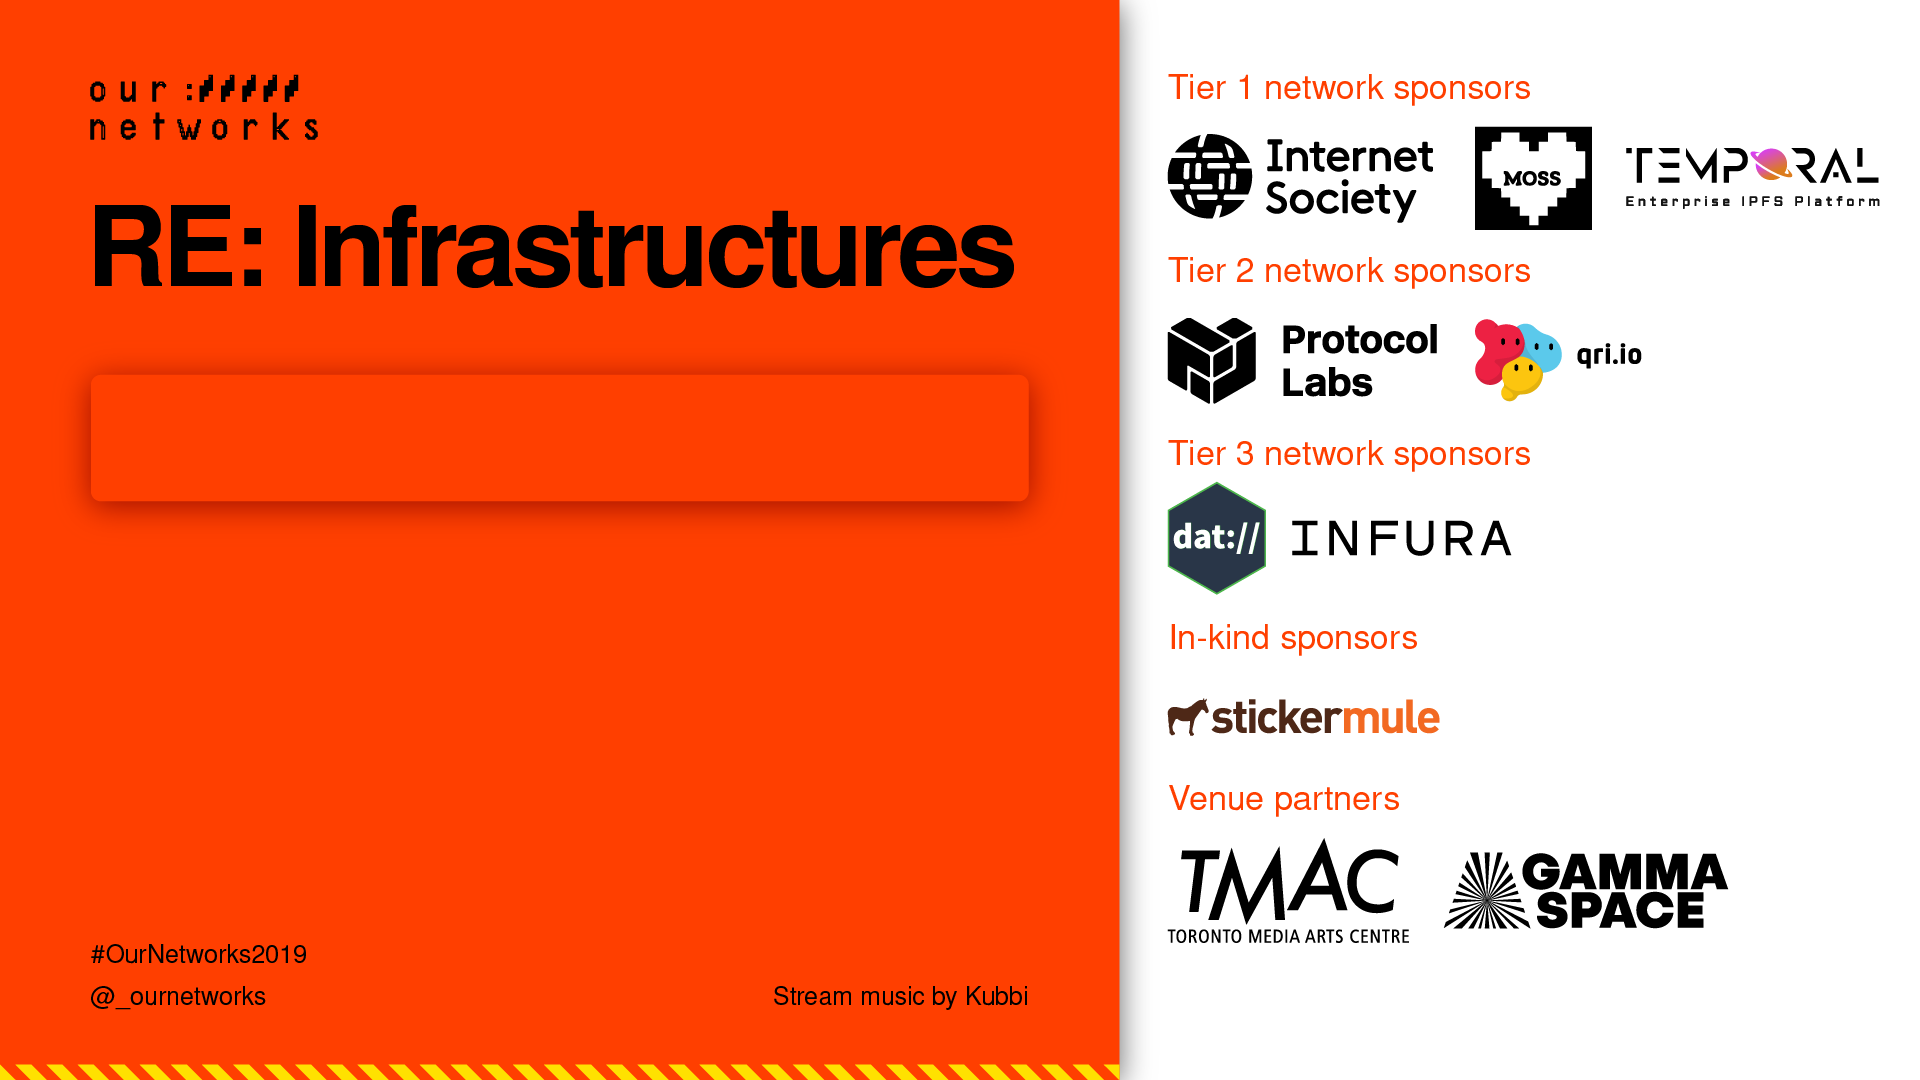 our:
networks
RE: Infrastructures
#OurNetworks2019
@_ournetworks
Stream music by Kubbi
Tier 1 network sponsors
Internet
Society
MOSS
TEMPORAL
Enterprise IPFS Platform
Tier 2 network sponsors
Protocol
Labs
qri.io
Tier 3 network sponsors
dat://
INFURA
In-kind sponsors
stickermule
Venue partners
TMAC
TORONTO MEDIA ARTS CENTRE
GAMMA
SPACE